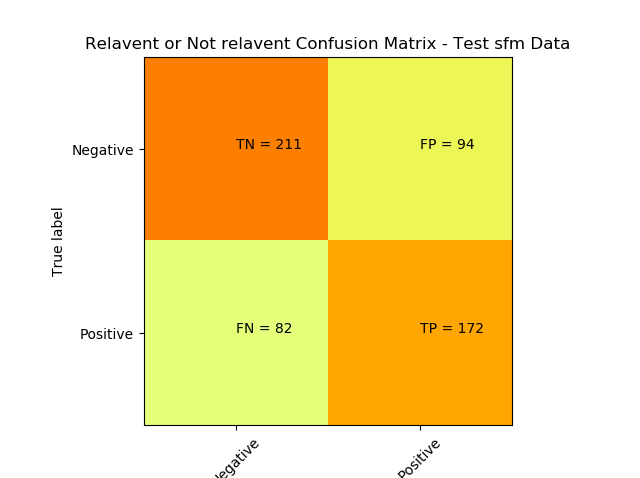 Relavent or Not relavent Confusion Matrix - Test sfm Data
Negative
TN = 211
FP = 94
True label
Positive
FN = 82
TP = 172
Positive